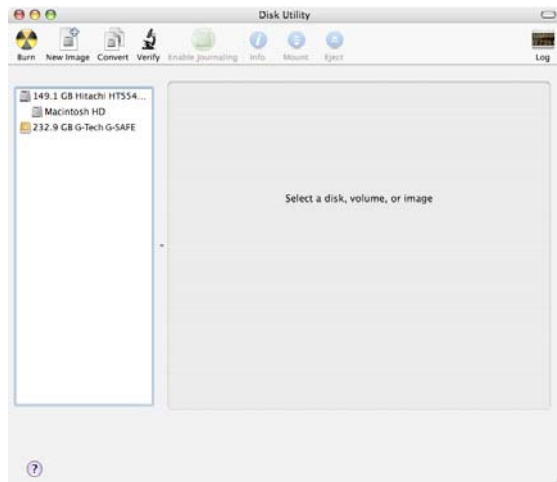 Disk Utility
Burn New Image Convert Verify Enable Journaling Info Mount Eject Log
149.1 GB Hitachi HTS54...
Macintosh HD
232.9 GB G-Tech G-SAFE
Select a disk, volume, or image
?